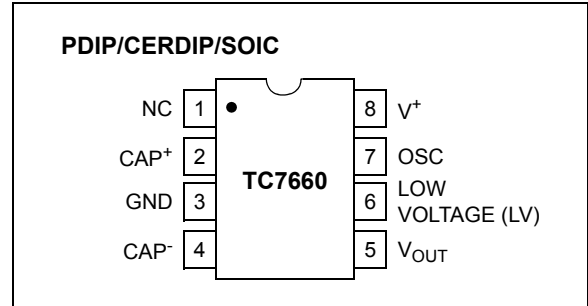 PDIP/CERDIP/SOIC
NC 1 8 V+
CAP+ 2 7 OSC
TC7660
GND 3 6 LOW VOLTAGE (LV)
CAP- 4 5 VOUT